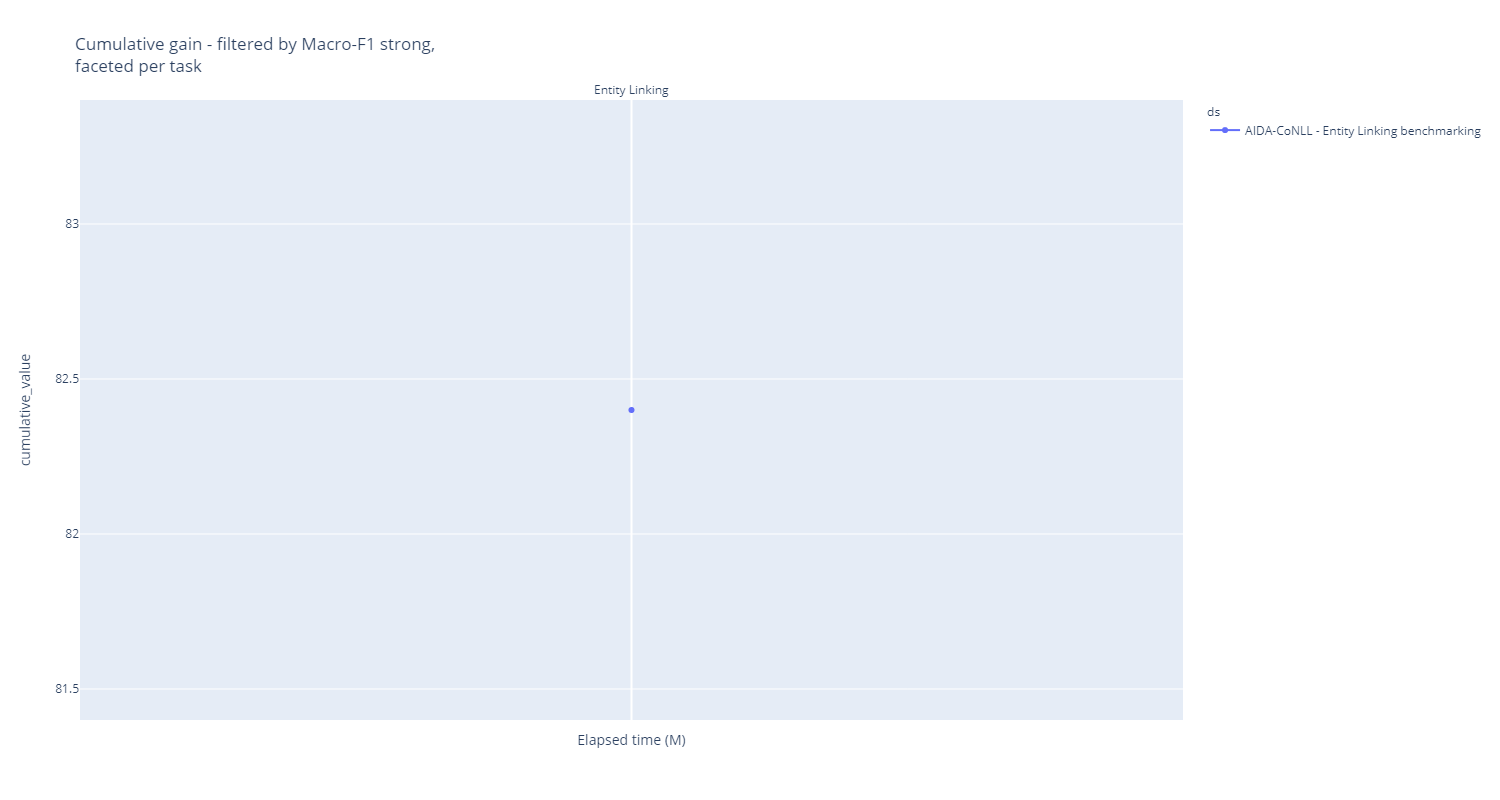 Cumulative gain - filtered by Macro-F1 strong,
faceted per task
Entity Linking
ds
AIDA-CoNLL - Entity Linking benchmarking
83
82.5
82
81.5
cumulative_value
Elapsed time (M)